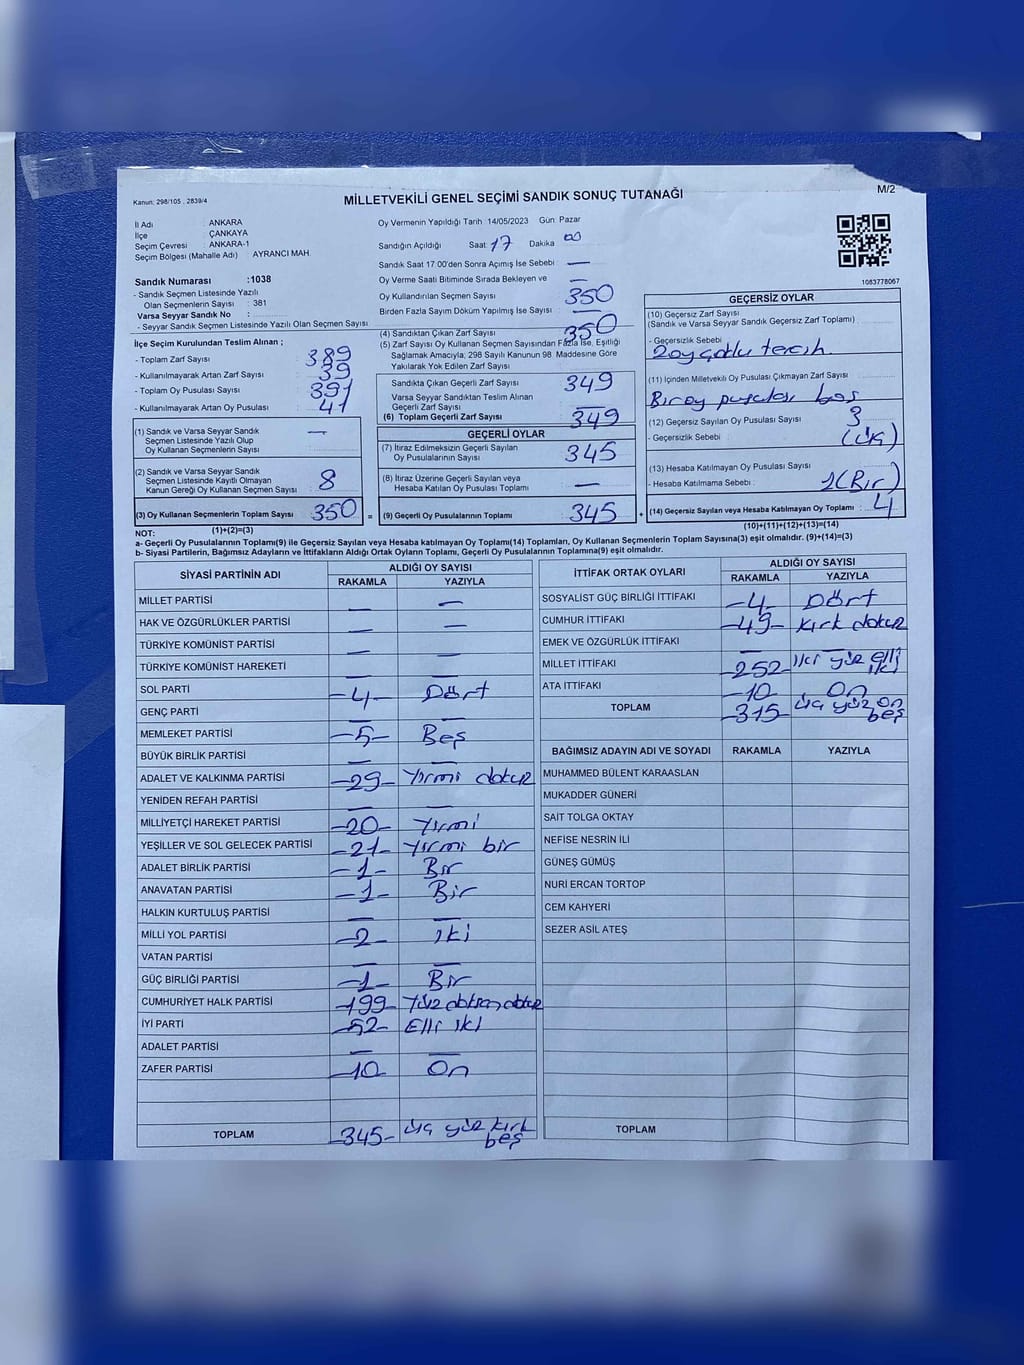 Kanun: 298/105 , 2839/4
MİLLETVEKİLİ GENEL SEÇİMİ SANDIK SONUÇ TUTANAĞI
M/2
İl Adı : ANKARA
İlçe : ÇANKAYA
Seçim Çevresi : ANKARA-1
Seçim Bölgesi (Mahalle Adı) : AYRANCI MAH.
Sandık Numarası :1038
- Sandık Seçmen Listesinde Yazılı
Olan Seçmenlerin Sayısı : 381
Varsa Seyyar Sandık No :
- Seyyar Sandık Seçmen Listesinde Yazılı Olan Seçmen Sayısı
Oy Vermenin Yapıldığı Tarih 14/05/2023 Gün: Pazar
Sandığın Açıldığı Saat: 17 Dakika 00
Sandık Saat 17:00'den Sonra Açımış İse Sebebi : —
Oy Verme Saati Bitiminde Sırada Bekleyen ve —
Oy Kullandırılan Seçmen Sayısı 350
Birden Fazla Sayım Döküm Yapılmış İse Sayısı —
1083778067
İlçe Seçim Kurulundan Teslim Alınan ;
- Toplam Zarf Sayısı : 389
- Kullanılmayarak Artan Zarf Sayısı : 39
- Toplam Oy Pusulası Sayısı : 391
- Kullanılmayarak Artan Oy Pusulası : 41
(1) Sandık ve Varsa Seyyar Sandık
Seçmen Listesinde Yazılı Olup
Oy Kullanan Seçmenlerin Sayısı : —
(2) Sandık ve Varsa Seyyar Sandık
Seçmen Listesinde Kayıtlı Olmayan
Kanun Gereği Oy Kullanan Seçmen Sayısı : 8
(3) Oy Kullanan Seçmenlerin Toplam Sayısı : 350 =
(4) Sandıktan Çıkan Zarf Sayısı 350
(5) Zarf Sayısı Oy Kullanan Seçmen Sayısından Fazla İse, Eşitliği
Sağlamak Amacıyla; 298 Sayılı Kanunun 98. Maddesine Göre
Yakılarak Yok Edilen Zarf Sayısı
Sandıkta Çıkan Geçerli Zarf Sayısı 349
Varsa Seyyar Sandıktan Teslim Alınan
Geçerli Zarf Sayısı —
(6) Toplam Geçerli Zarf Sayısı 349
GEÇERLİ OYLAR
(7) İtiraz Edilmeksizin Geçerli Sayılan
Oy Pusulalarının Sayısı 345
(8) İtiraz Üzerine Geçerli Sayılan veya
Hesaba Katılan Oy Pusulası Toplamı —
(9) Geçerli Oy Pusulalarının Toplamı 345 +
GEÇERSİZ OYLAR
(10) Geçersiz Zarf Sayısı
(Sandık ve Varsa Seyyar Sandık Geçersiz Zarf Toplamı)
- Geçersizlik Sebebi :
2 oy çoklu tercih.
(11) İçinden Milletvekili Oy Pusulası Çıkmayan Zarf Sayısı
Bir oy pusulası boş
(12) Geçersiz Sayılan Oy Pusulası Sayısı 3
- Geçersizlik Sebebi : (Üç)
(13) Hesaba Katılmayan Oy Pusulası Sayısı
- Hesaba Katılmama Sebebi : 1 (Bir)
(14) Geçersiz Sayılan veya Hesaba Katılmayan Oy Toplamı : 4
NOT: (1)+(2)=(3) (10)+(11)+(12)+(13)=(14)
a- Geçerli Oy Pusulalarının Toplamı(9) ile Geçersiz Sayılan veya Hesaba Katılmayan Oy Toplamı(14) Toplamları, Oy Kullanan Seçmenlerin Toplam Sayısına(3) eşit olmalıdır. (9)+(14)=(3)
b- Siyasi Partilerin, Bağımsız Adayların ve İttifakların Aldığı Ortak Oyların Toplamı, Geçerli Oy Pusulalarının Toplamına(9) eşit olmalıdır.
SİYASİ PARTİNİN ADI ALDIĞI OY SAYISI
RAKAMLA YAZIYLA
MİLLET PARTİSİ — —
HAK VE ÖZGÜRLÜKLER PARTİSİ — —
TÜRKİYE KOMÜNİST PARTİSİ — —
TÜRKİYE KOMÜNİST HAREKETİ — —
SOL PARTİ -4- Dört
GENÇ PARTİ — —
MEMLEKET PARTİSİ -5- Beş
BÜYÜK BİRLİK PARTİSİ — —
ADALET VE KALKINMA PARTİSİ -29- Yirmi dokuz
YENİDEN REFAH PARTİSİ — —
MİLLİYETÇİ HAREKET PARTİSİ -20- Yirmi
YEŞİLLER VE SOL GELECEK PARTİSİ -21- Yirmi bir
ADALET BİRLİK PARTİSİ -1- Bir
ANAVATAN PARTİSİ -1- Bir
HALKIN KURTULUŞ PARTİSİ — —
MİLLİ YOL PARTİSİ -2- iki
VATAN PARTİSİ — —
GÜÇ BİRLİĞİ PARTİSİ -1- Bir
CUMHURİYET HALK PARTİSİ -199- Yüz doksan dokuz
İYİ PARTİ -52- Elli iki
ADALET PARTİSİ — —
ZAFER PARTİSİ -10- On
TOPLAM -345- üç yüz kırk
beş
İTTİFAK ORTAK OYLARI ALDIĞI OY SAYISI
RAKAMLA YAZIYLA
SOSYALİST GÜÇ BİRLİĞİ İTTİFAKI -4- Dört
CUMHUR İTTİFAKI -49- Kırk dokuz
EMEK VE ÖZGÜRLÜK İTTİFAKI — —
MİLLET İTTİFAKI -252- iki yüz elli
iki
ATA İTTİFAKI -10- On
TOPLAM -315- üç yüz on
beş
BAĞIMSIZ ADAYIN ADI VE SOYADI RAKAMLA YAZIYLA
MUHAMMED BÜLENT KARAASLAN
MUKADDER GÜNERİ
SAİT TOLGA OKTAY
NEFİSE NESRİN İLİ
GÜNEŞ GÜMÜŞ
NURİ ERCAN TORTOP
CEM KAHYERİ
SEZER ASİL ATEŞ
TOPLAM